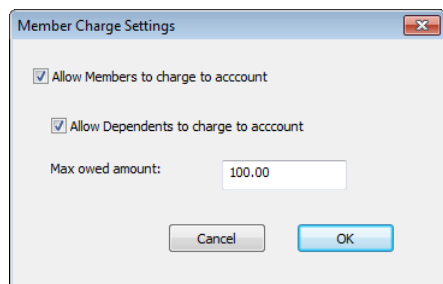 Member Charge Settings
Allow Members to charge to acccount
Allow Dependents to charge to acccount
Max owed amount: 100.00
Cancel OK